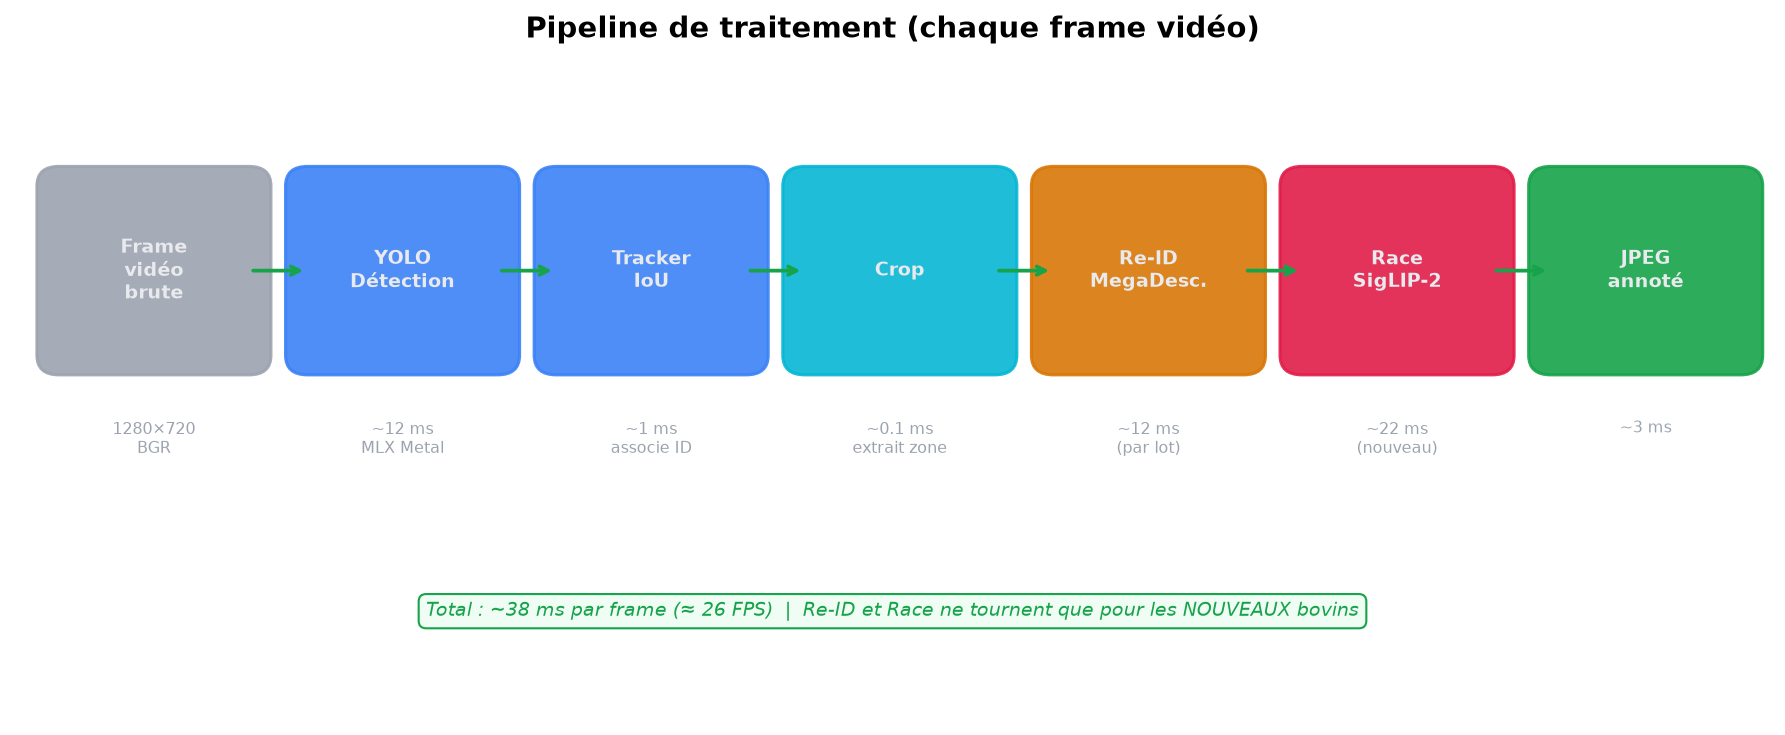 Pipeline de traitement (chaque frame vidéo)
Frame
vidéo
brute
YOLO
Détection
Tracker
IoU
Crop
Re-ID
MegaDesc.
Race
SigLIP-2
JPEG
annoté
1280×720
BGR
~12 ms
MLX Metal
~1 ms
associe ID
~0.1 ms
extrait zone
~12 ms
(par lot)
~22 ms
(nouveau)
~3 ms
Total : ~38 ms par frame (≈ 26 FPS) | Re-ID et Race ne tournent que pour les NOUVEAUX bovins